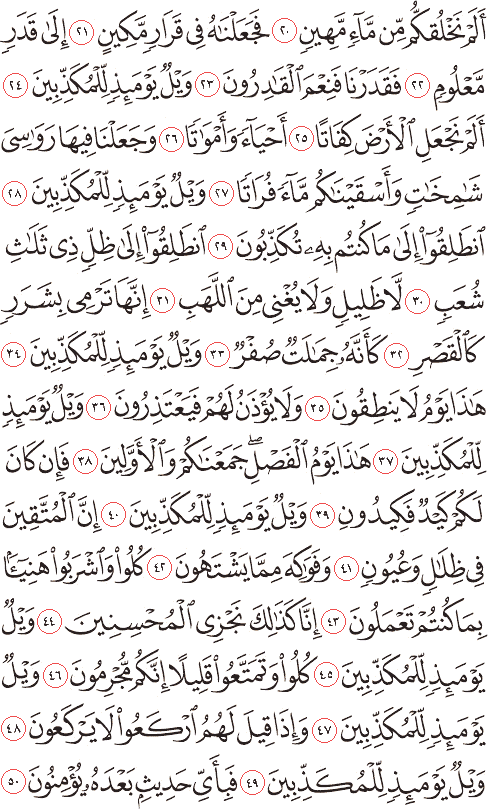 أَلَمْ نَخْلُقكُّم مِّن مَّآءٍ مَّهِينٍ ٢٠ فَجَعَلْنَٰهُ فِى قَرَارٍ مَّكِينٍ ٢١ إِلَىٰ قَدَرٍ
مَّعْلُومٍ ٢٢ فَقَدَرْنَا فَنِعْمَ ٱلْقَٰدِرُونَ ٢٣ وَيْلٌ يَوْمَئِذٍ لِّلْمُكَذِّبِينَ ٢٤
أَلَمْ نَجْعَلِ ٱلْأَرْضَ كِفَاتًا ٢٥ أَحْيَآءً وَأَمْوَٰتًا ٢٦ وَجَعَلْنَا فِيهَا رَوَٰسِىَ
شَٰمِخَٰتٍ وَأَسْقَيْنَٰكُم مَّآءً فُرَاتًا ٢٧ وَيْلٌ يَوْمَئِذٍ لِّلْمُكَذِّبِينَ ٢٨
ٱنطَلِقُوٓا۟ إِلَىٰ مَا كُنتُم بِهِۦ تُكَذِّبُونَ ٢٩ ٱنطَلِقُوٓا۟ إِلَىٰ ظِلٍّ ذِى ثَلَٰثِ
شُعَبٍ ٣٠ لَّا ظَلِيلٍ وَلَا يُغْنِى مِنَ ٱللَّهَبِ ٣١ إِنَّهَا تَرْمِى بِشَرَرٍ
كَٱلْقَصْرِ ٣٢ كَأَنَّهُۥ جِمَٰلَتٌ صُفْرٌ ٣٣ وَيْلٌ يَوْمَئِذٍ لِّلْمُكَذِّبِينَ ٣٤
هَٰذَا يَوْمُ لَا يَنطِقُونَ ٣٥ وَلَا يُؤْذَنُ لَهُمْ فَيَعْتَذِرُونَ ٣٦ وَيْلٌ يَوْمَئِذٍ
لِّلْمُكَذِّبِينَ ٣٧ هَٰذَا يَوْمُ ٱلْفَصْلِ ۖ جَمَعْنَٰكُمْ وَٱلْأَوَّلِينَ ٣٨ فَإِن كَانَ
لَكُمْ كَيْدٌ فَكِيدُونِ ٣٩ وَيْلٌ يَوْمَئِذٍ لِّلْمُكَذِّبِينَ ٤٠ إِنَّ ٱلْمُتَّقِينَ
فِى ظِلَٰلٍ وَعُيُونٍ ٤١ وَفَوَٰكِهَ مِمَّا يَشْتَهُونَ ٤٢ كُلُوا۟ وَٱشْرَبُوا۟ هَنِيٓـًٔۢا
بِمَا كُنتُمْ تَعْمَلُونَ ٤٣ إِنَّا كَذَٰلِكَ نَجْزِى ٱلْمُحْسِنِينَ ٤٤ وَيْلٌ
يَوْمَئِذٍ لِّلْمُكَذِّبِينَ ٤٥ كُلُوا۟ وَتَمَتَّعُوا۟ قَلِيلًا إِنَّكُم مُّجْرِمُونَ ٤٦ وَيْلٌ
يَوْمَئِذٍ لِّلْمُكَذِّبِينَ ٤٧ وَإِذَا قِيلَ لَهُمُ ٱرْكَعُوا۟ لَا يَرْكَعُونَ ٤٨
وَيْلٌ يَوْمَئِذٍ لِّلْمُكَذِّبِينَ ٤٩ فَبِأَىِّ حَدِيثٍۭ بَعْدَهُۥ يُؤْمِنُونَ ٥٠